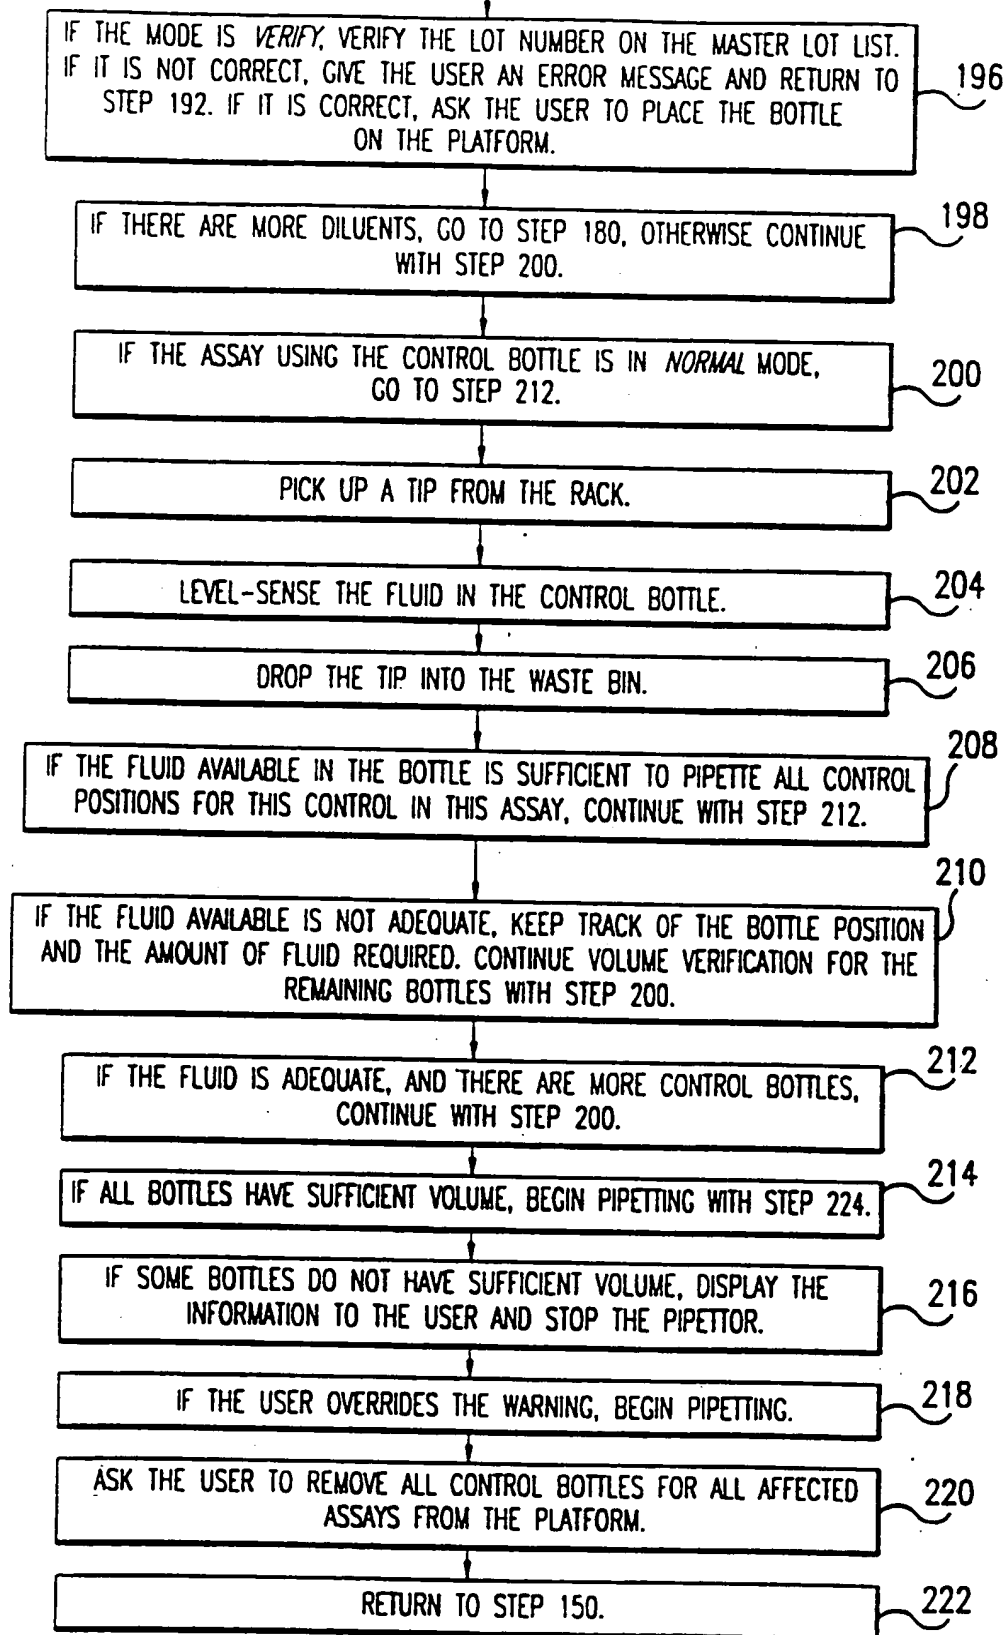 IF THE MODE IS VERIFY, VERIFY THE LOT NUMBER ON THE MASTER LOT LIST.
IF IT IS NOT CORRECT, GIVE THE USER AN ERROR MESSAGE AND RETURN TO
STEP 192. IF IT IS CORRECT, ASK THE USER TO PLACE THE BOTTLE
ON THE PLATFORM.
196
IF THERE ARE MORE DILUENTS, GO TO STEP 180, OTHERWISE CONTINUE
WITH STEP 200.
198
IF THE ASSAY USING THE CONTROL BOTTLE IS IN NORMAL MODE,
GO TO STEP 212.
200
PICK UP A TIP FROM THE RACK.
202
LEVEL-SENSE THE FLUID IN THE CONTROL BOTTLE.
204
DROP THE TIP INTO THE WASTE BIN.
206
IF THE FLUID AVAILABLE IN THE BOTTLE IS SUFFICIENT TO PIPETTE ALL CONTROL
POSITIONS FOR THIS CONTROL IN THIS ASSAY, CONTINUE WITH STEP 212.
208
IF THE FLUID AVAILABLE IS NOT ADEQUATE, KEEP TRACK OF THE BOTTLE POSITION
AND THE AMOUNT OF FLUID REQUIRED. CONTINUE VOLUME VERIFICATION FOR THE
REMAINING BOTTLES WITH STEP 200.
210
IF THE FLUID IS ADEQUATE, AND THERE ARE MORE CONTROL BOTTLES,
CONTINUE WITH STEP 200.
212
IF ALL BOTTLES HAVE SUFFICIENT VOLUME, BEGIN PIPETTING WITH STEP 224.
214
IF SOME BOTTLES DO NOT HAVE SUFFICIENT VOLUME, DISPLAY THE
INFORMATION TO THE USER AND STOP THE PIPETTOR.
216
IF THE USER OVERRIDES THE WARNING, BEGIN PIPETTING.
218
ASK THE USER TO REMOVE ALL CONTROL BOTTLES FOR ALL AFFECTED
ASSAYS FROM THE PLATFORM.
220
RETURN TO STEP 150.
222